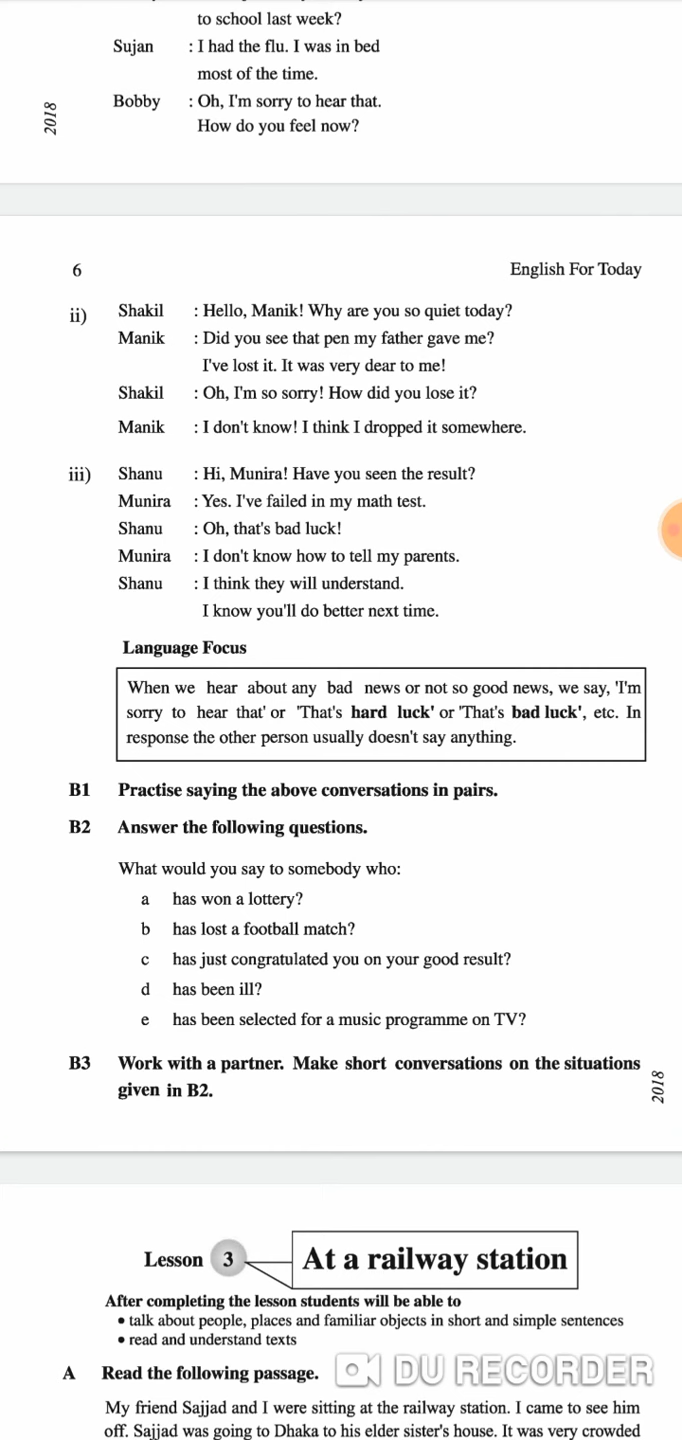 to school last week?
Sujan : I had the flu. I was in bed
most of the time.
Bobby : Oh, I'm sorry to hear that.
How do you feel now?
2018
6 English For Today
ii) Shakil : Hello, Manik! Why are you so quiet today?
Manik : Did you see that pen my father gave me?
I've lost it. It was very dear to me!
Shakil : Oh, I'm so sorry! How did you lose it?
Manik : I don't know! I think I dropped it somewhere.
iii) Shanu : Hi, Munira! Have you seen the result?
Munira : Yes. I've failed in my math test.
Shanu : Oh, that's bad luck!
Munira : I don't know how to tell my parents.
Shanu : I think they will understand.
I know you'll do better next time.
Language Focus
When we hear about any bad news or not so good news, we say, 'I'm
sorry to hear that' or 'That's hard luck' or 'That's bad luck', etc. In
response the other person usually doesn't say anything.
B1 Practise saying the above conversations in pairs.
B2 Answer the following questions.
What would you say to somebody who:
a has won a lottery?
b has lost a football match?
c has just congratulated you on your good result?
d has been ill?
e has been selected for a music programme on TV?
B3 Work with a partner. Make short conversations on the situations
given in B2.
2018
Lesson 3 At a railway station
After completing the lesson students will be able to
• talk about people, places and familiar objects in short and simple sentences
• read and understand texts
A Read the following passage.
DU RECORDER
My friend Sajjad and I were sitting at the railway station. I came to see him
off. Sajjad was going to Dhaka to his elder sister's house. It was very crowded